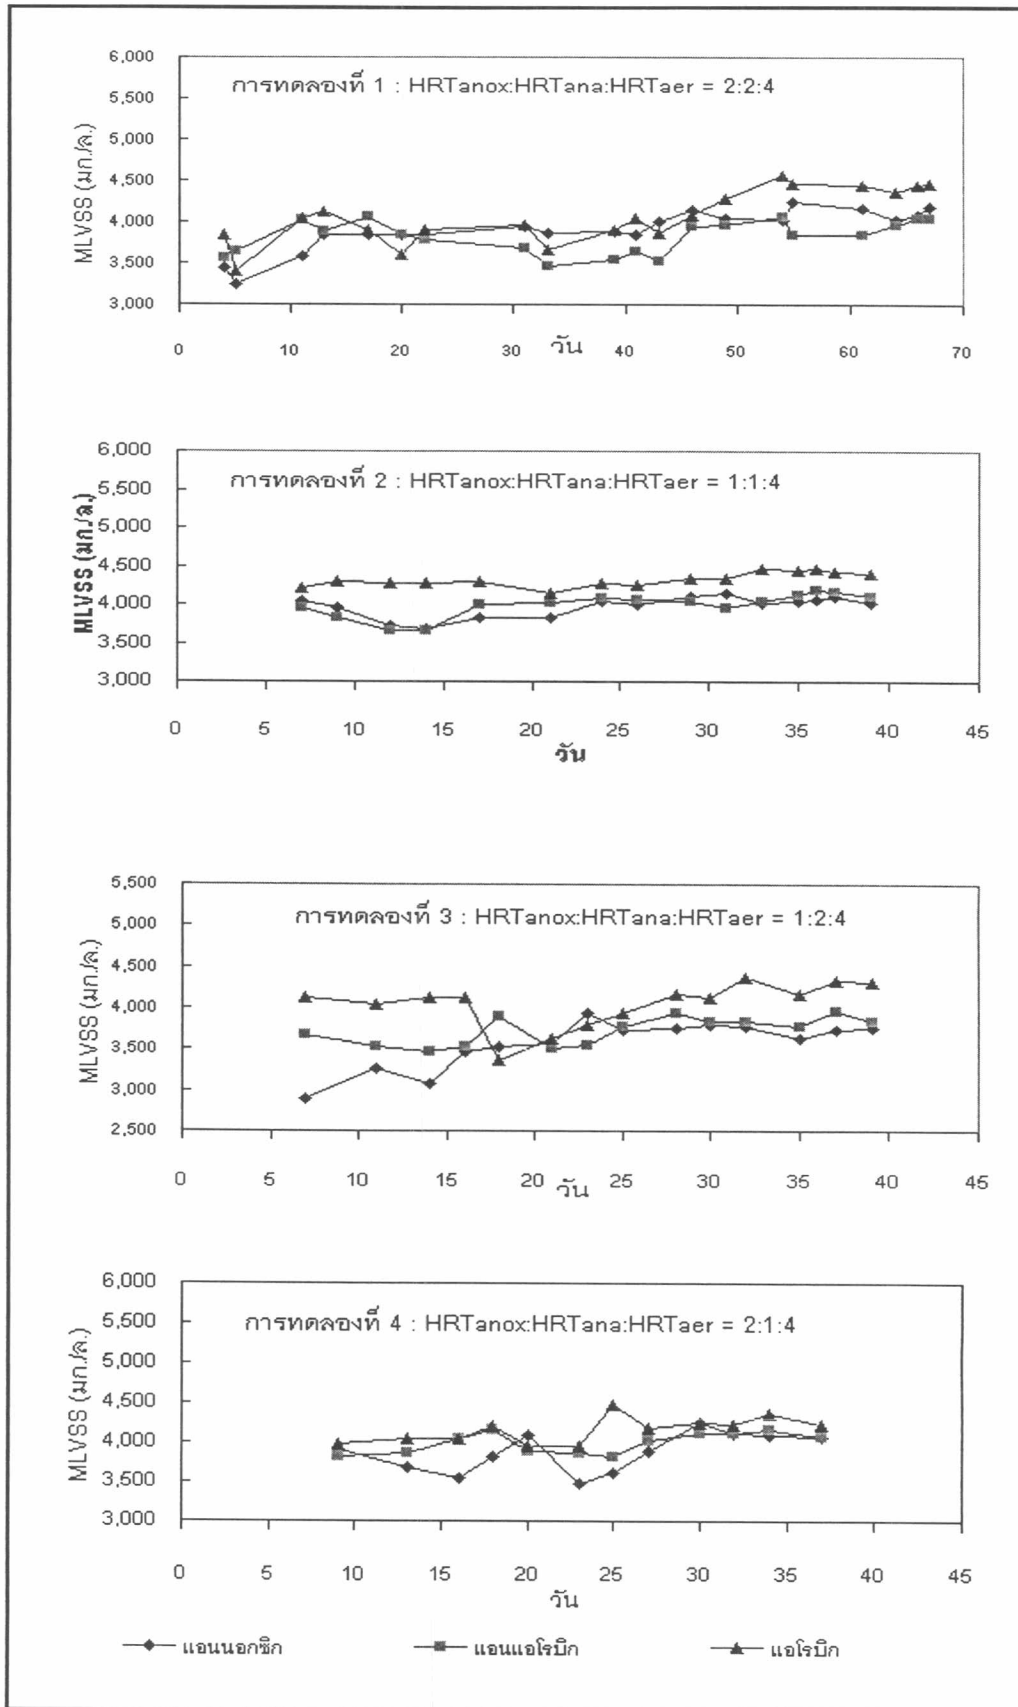 6,000
การทดลองที่ 1 : HRTanox:HRTana:HRTaer = 2:2:4
5,500
5,000
4,500
4,000
3,500
3,000
MLVSS (มก./ล.)
0 10 20 30 40 50 60 70
วัน
6,000
การทดลองที่ 2 : HRTanox:HRTana:HRTaer = 1:1:4
5,500
5,000
4,500
4,000
3,500
3,000
MLVSS (มก./ล.)
0 5 10 15 20 25 30 35 40 45
วัน
5,500
การทดลองที่ 3 : HRTanox:HRTana:HRTaer = 1:2:4
5,000
4,500
4,000
3,500
3,000
2,500
MLVSS (มก./ล.)
0 5 10 15 20 25 30 35 40 45
วัน
6,000
การทดลองที่ 4 : HRTanox:HRTana:HRTaer = 2:1:4
5,500
5,000
4,500
4,000
3,500
3,000
MLVSS (มก./ล.)
0 5 10 15 20 25 30 35 40 45
วัน
แอนนอกซิก แอนแอโรบิก แอโรบิก